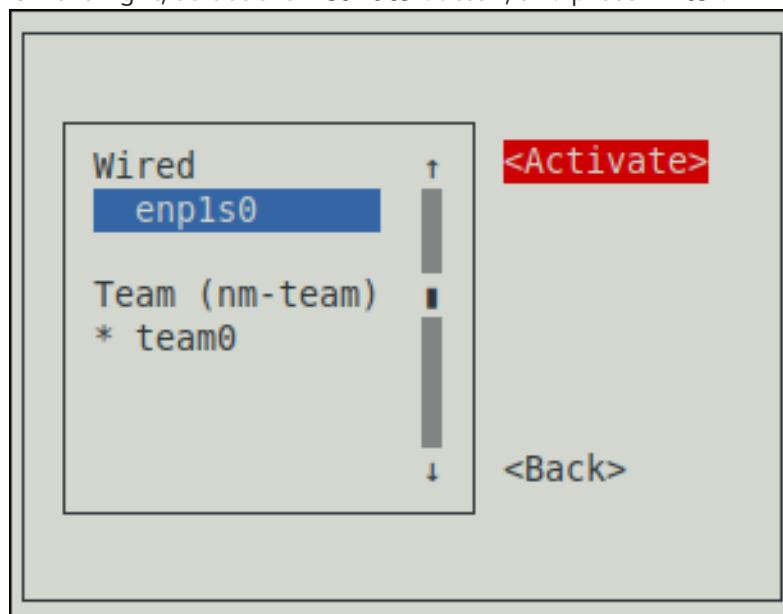 Wired
<Activate>
enp1s0
Team (nm-team)
* team0
<Back>